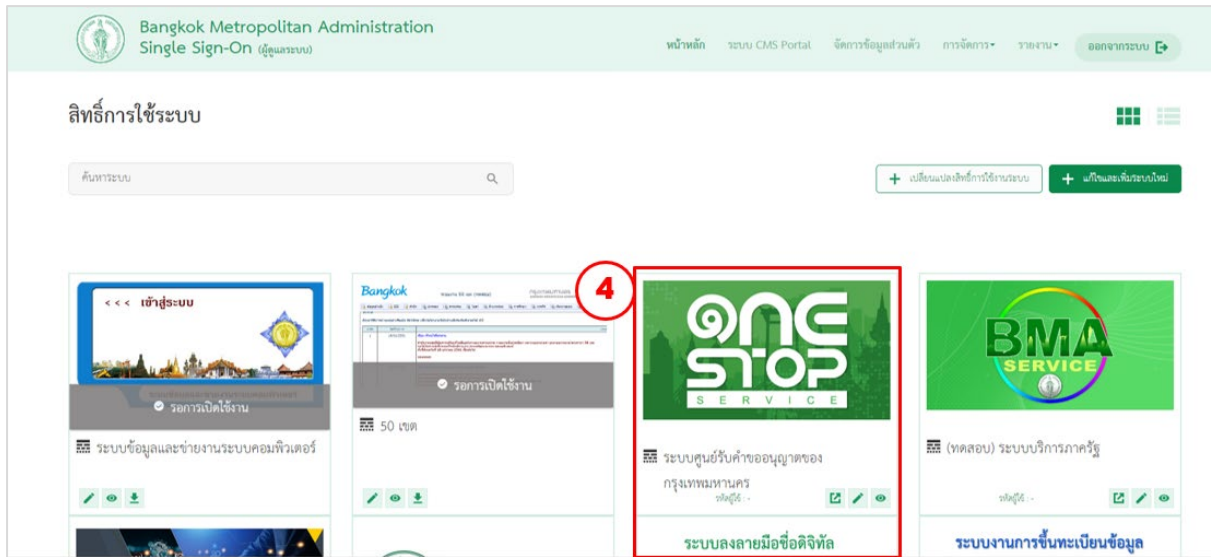 Bangkok Metropolitan Administration
Single Sign-On (ผู้ดูแลระบบ)
หน้าหลัก ระบบ CMS Portal จัดการข้อมูลส่วนตัว การจัดการ รายงาน ออกจากระบบ
สิทธิ์การใช้ระบบ
ค้นหาระบบ
+ เปลี่ยนแปลงสิทธิ์การใช้งานระบบ
+ แก้ไขและเพิ่มระบบใหม่
<<< เข้าสู่ระบบ
รอการเปิดใช้งาน
ระบบข้อมูลและข่ายงานระบบคอมพิวเตอร์
Bangkok
รอการเปิดใช้งาน
50 เขต
4
ONE
STOP
SERVICE
ระบบศูนย์รับคำขออนุญาตของ
กรุงเทพมหานคร
รหัสผู้ใช้ : -
BMA
SERVICE
(ทดสอบ) ระบบบริการภาครัฐ
รหัสผู้ใช้ : -
ระบบลงลายมือชื่อดิจิทัล
ระบบงานการขึ้นทะเบียนข้อมูล